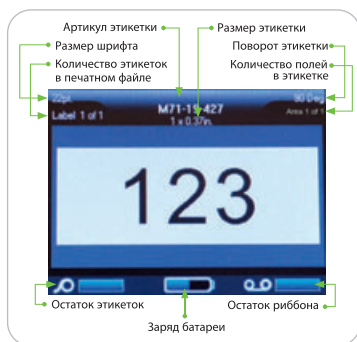 Артикул этикетки
Размер этикетки
Размер шрифта
Поворот этикетки
Количество этикеток
в печатном файле
Количество полей
в этикетке
22pt.
90 Deg
M71-19-427
Label 1 of 1
1 x 0.37in.
Area 1 of 1
123
Остаток этикеток
Остаток риббона
Заряд батареи